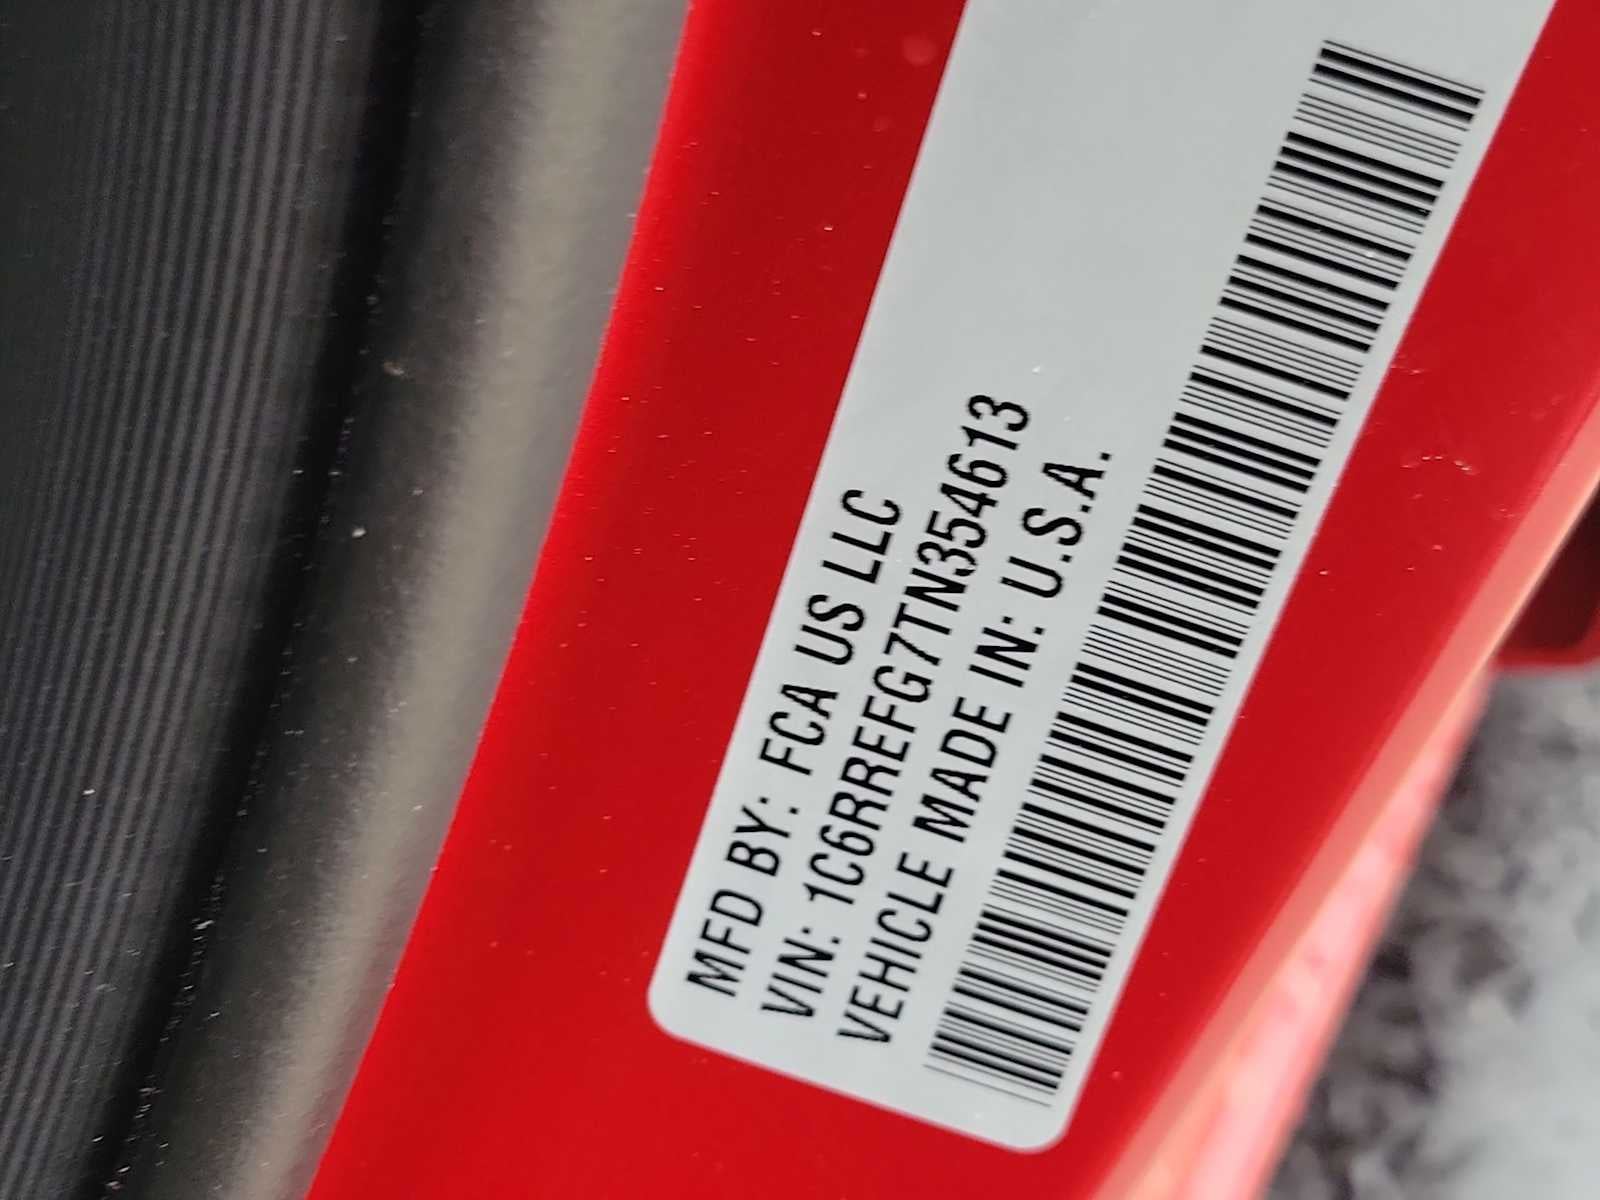 MFD BY: FCA US LLC
VIN: 1C6RREFG7TN354613
VEHICLE MADE IN: U.S.A.